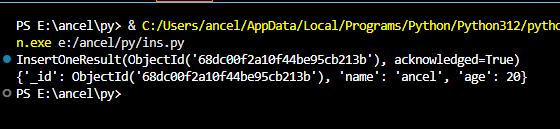 PS E:\ancel\py> & C:/Users/ancel/AppData/Local/Programs/Python/Python312/pytho
n.exe e:/ancel/py/ins.py
InsertOneResult(ObjectId('68dc00f2a10f44be95cb213b'), acknowledged=True)
{'_id': ObjectId('68dc00f2a10f44be95cb213b'), 'name': 'ancel', 'age': 20}
PS E:\ancel\py>